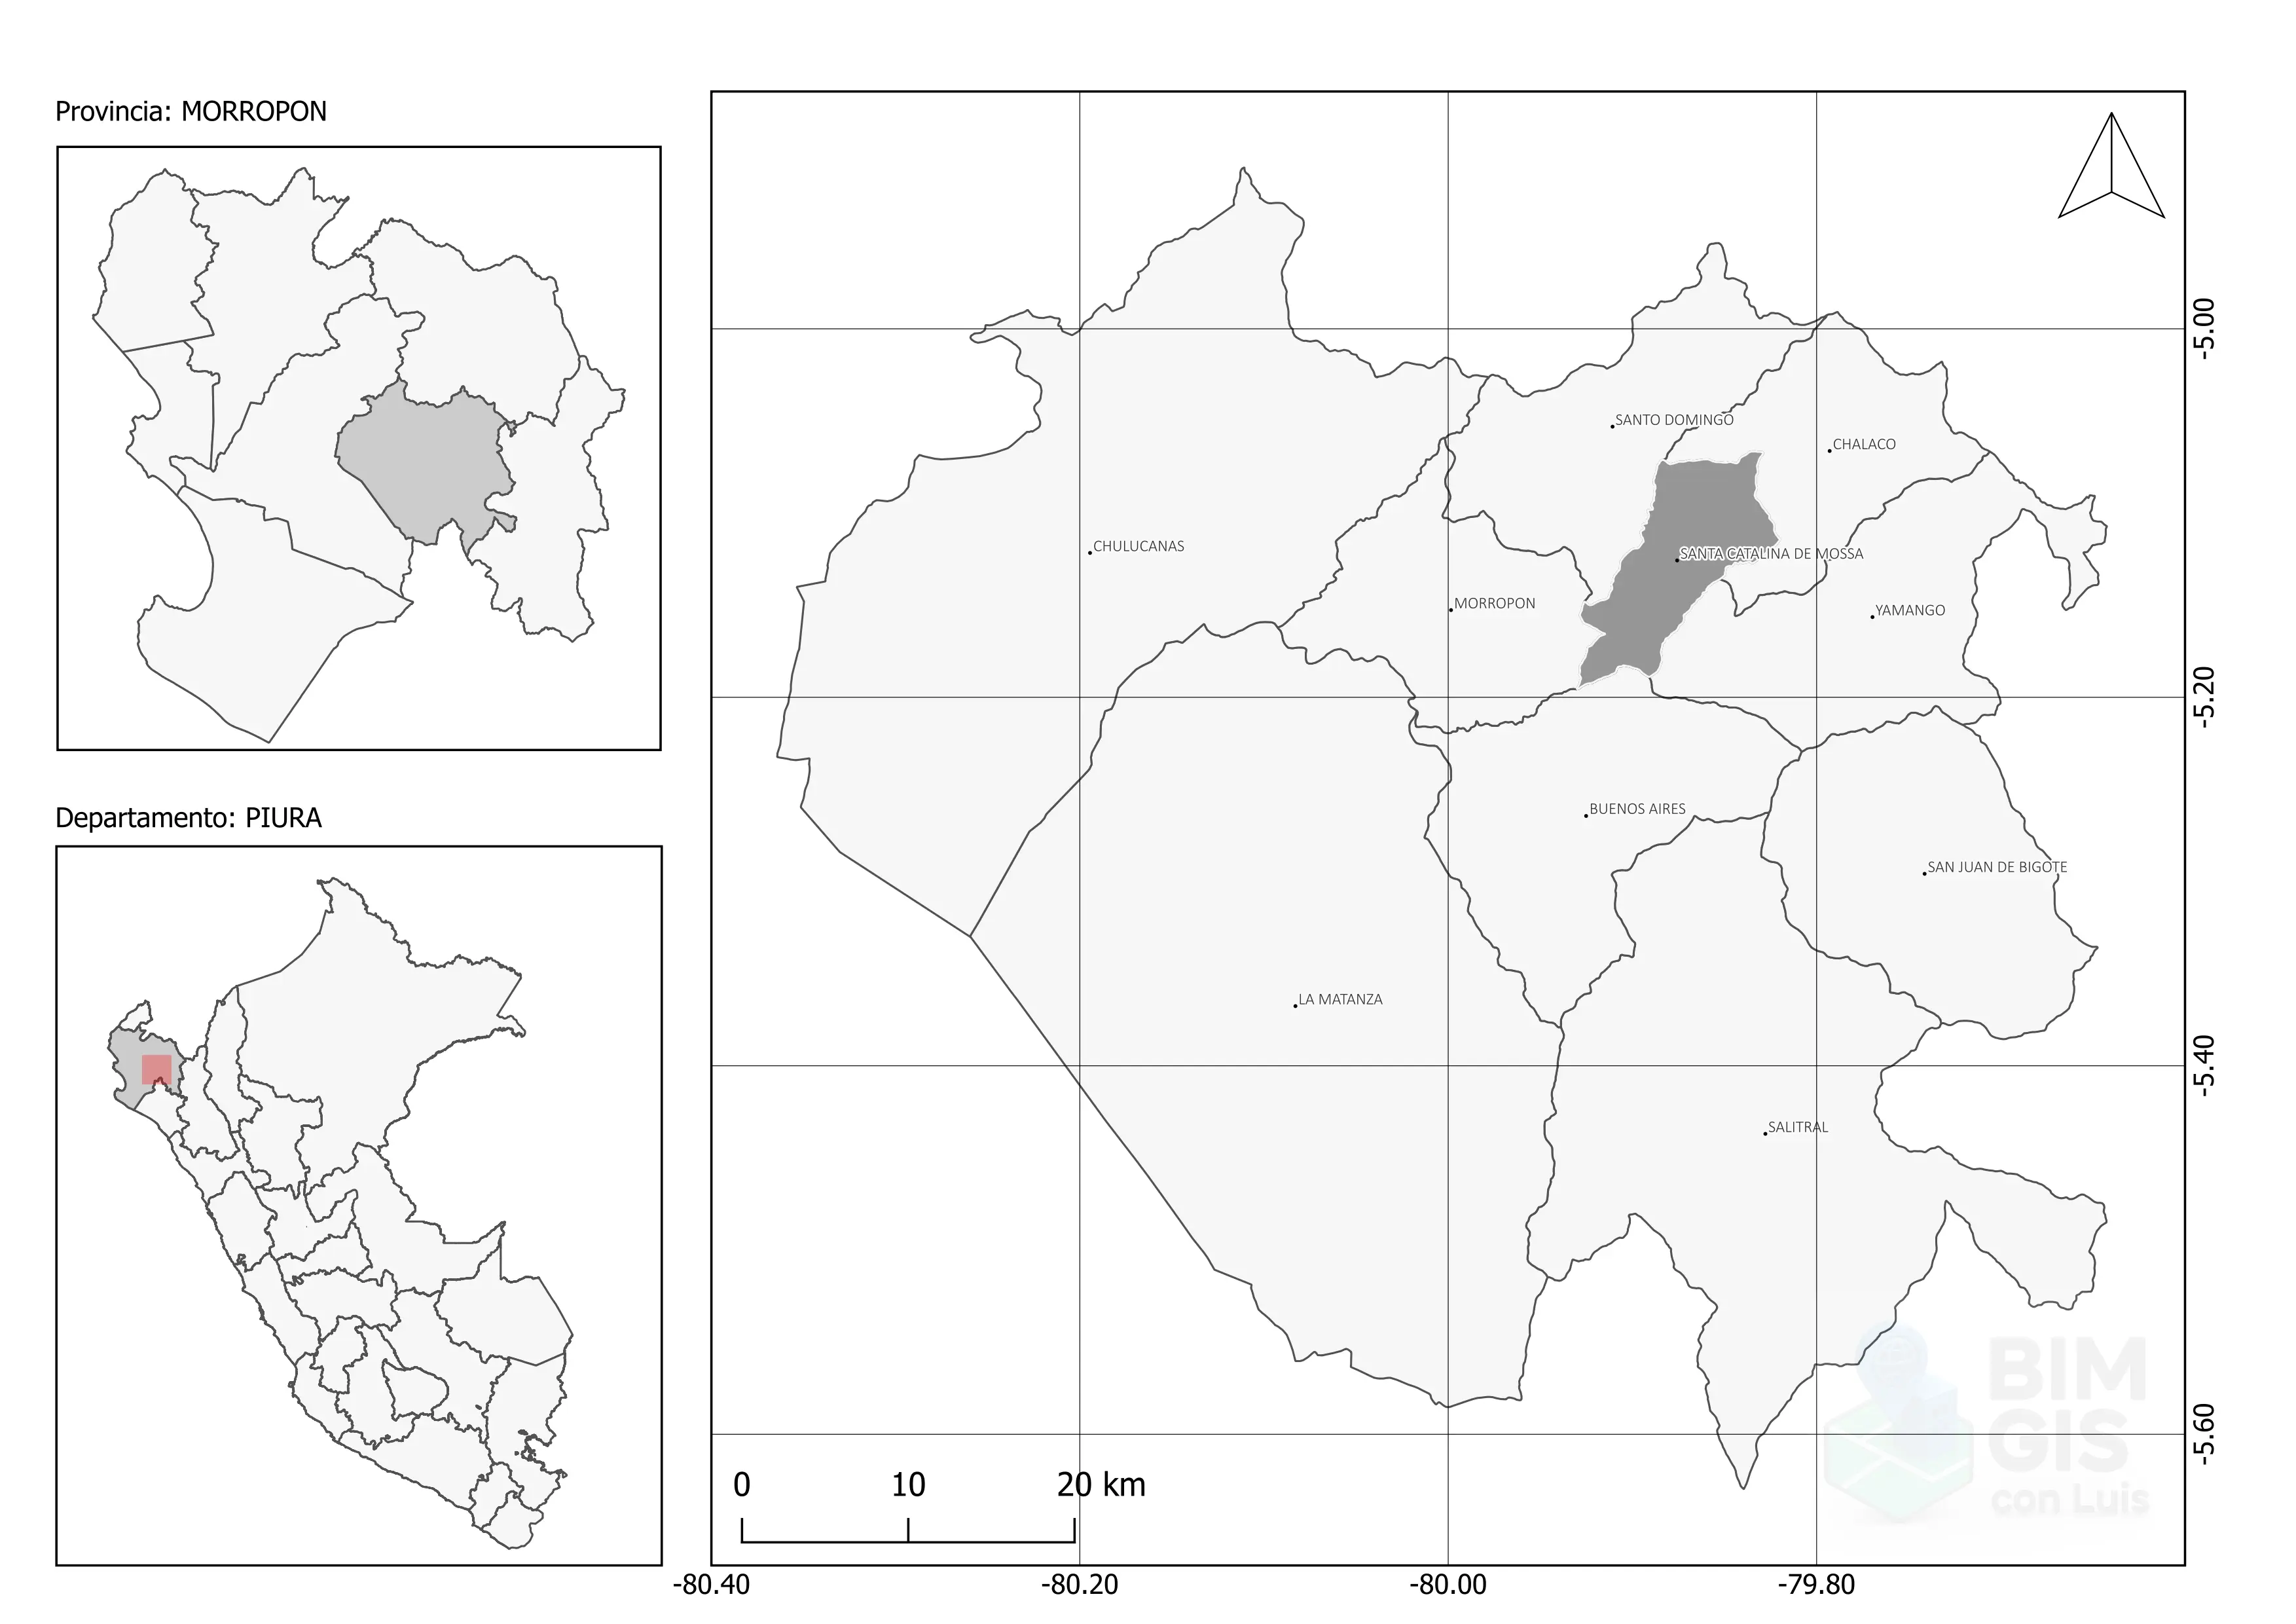 Provincia: MORROPON
Departamento: PIURA
SANTO DOMINGO
CHALACO
CHULUCANAS
SANTA CATALINA DE MOSSA
MORROPON
YAMANGO
BUENOS AIRES
SAN JUAN DE BIGOTE
LA MATANZA
SALITRAL
-5.00
-5.20
-5.40
-5.60
BIM
GIS
con Luis
0 10 20 km
-80.40 -80.20 -80.00 -79.80